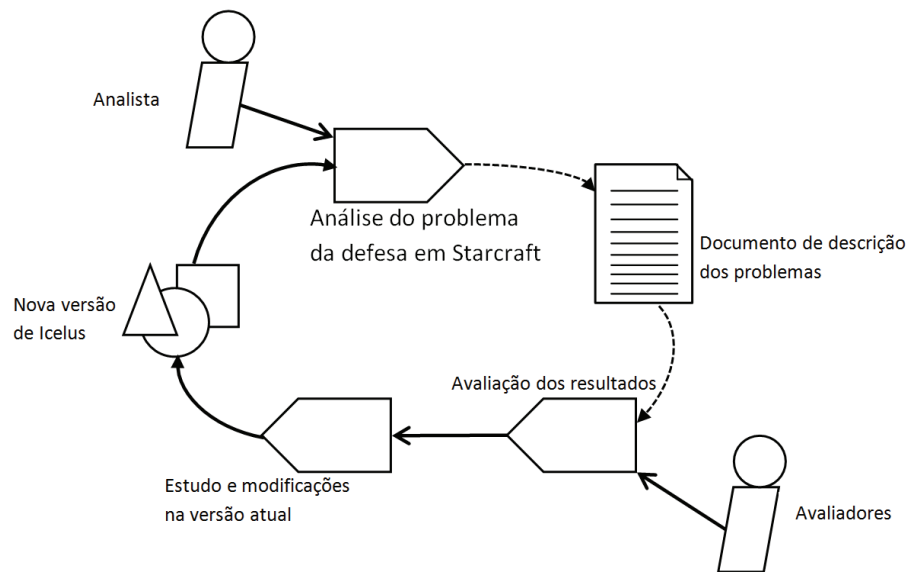 Analista
Análise do problema
da defesa em Starcraft
Documento de descrição
dos problemas
Nova versão
de Icelus
Avaliação dos resultados
Estudo e modificações
na versão atual
Avaliadores